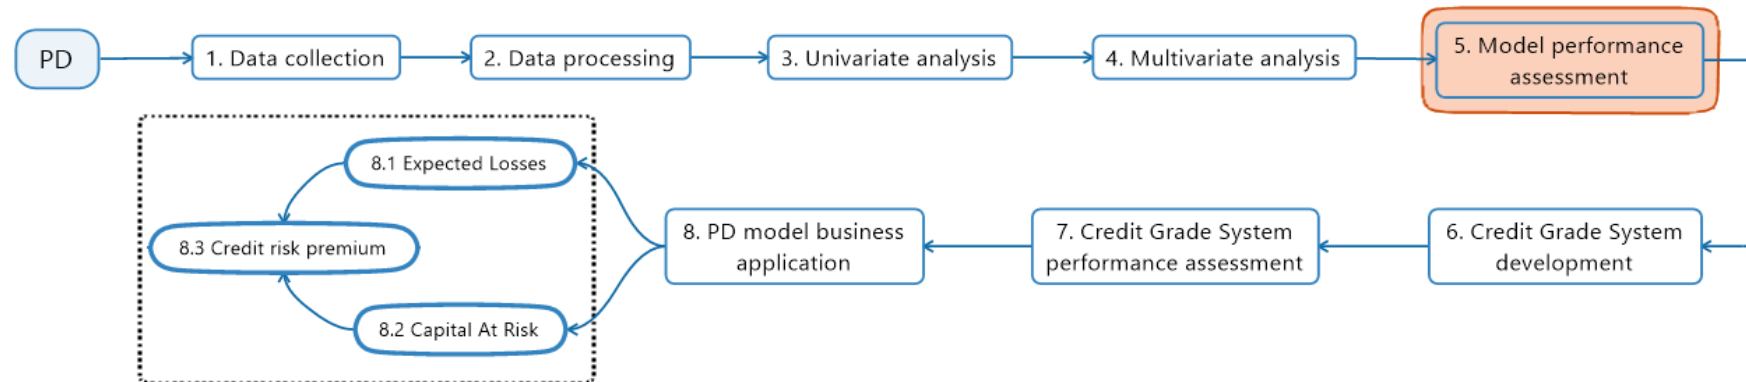 PD
1. Data collection
2. Data processing
3. Univariate analysis
4. Multivariate analysis
5. Model performance
assessment
6. Credit Grade System
development
7. Credit Grade System
performance assessment
8. PD model business
application
8.1 Expected Losses
8.2 Capital At Risk
8.3 Credit risk premium